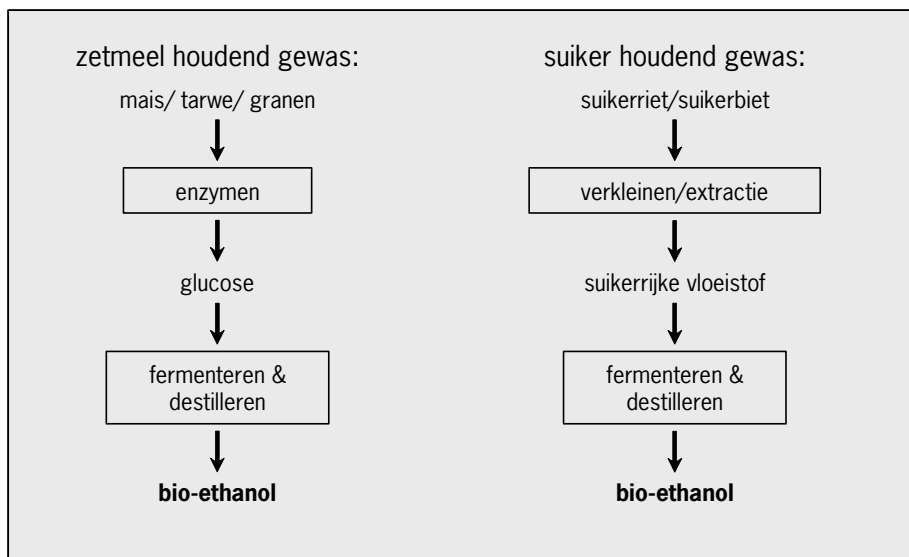 zetmeel houdend gewas:
mais/ tarwe/ granen
enzymen
glucose
fermenteren &
destilleren
bio-ethanol
suiker houdend gewas:
suikerriet/suikerbiet
verkleinen/extractie
suikerrijke vloeistof
fermenteren &
destilleren
bio-ethanol